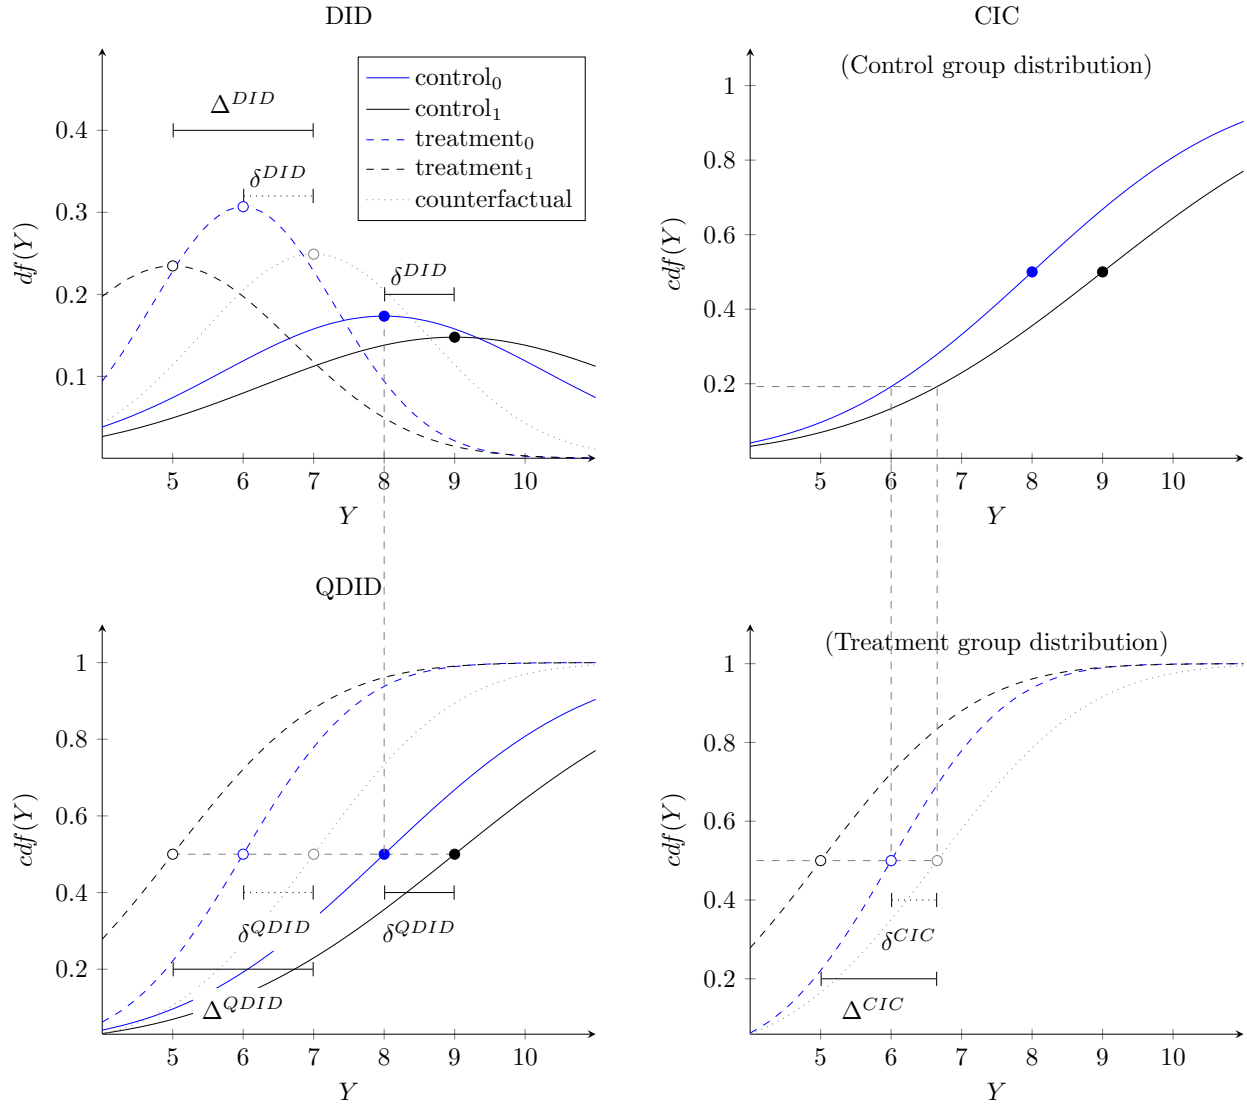 DID
Δ^{DID}
δ^{DID}
δ^{DID}
control₀
control₁
treatment₀
treatment₁
counterfactual
0.4
0.3
0.2
0.1
df(Y)
5 6 7 8 9 10
Y
CIC
(Control group distribution)
1
0.8
0.6
0.4
0.2
cdf(Y)
5 6 7 8 9 10
Y
QDID
1
0.8
0.6
0.4
0.2
cdf(Y)
δ^{QDID}
δ^{QDID}
Δ^{QDID}
5 6 7 8 9 10
Y
(Treatment group distribution)
1
0.8
0.6
0.4
0.2
cdf(Y)
δ^{CIC}
Δ^{CIC}
5 6 7 8 9 10
Y